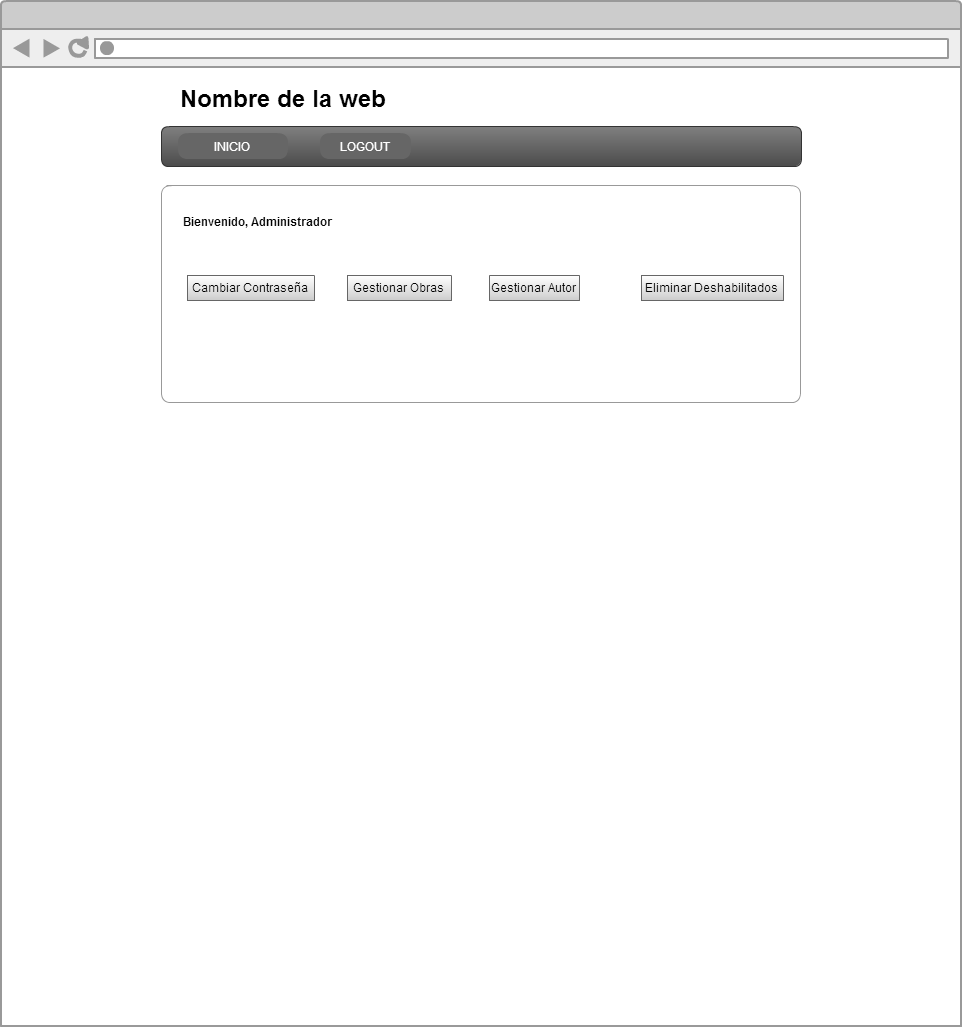 Nombre de la web
INICIO LOGOUT
Bienvenido, Administrador
Cambiar Contraseña Gestionar Obras Gestionar Autor Eliminar Deshabilitados